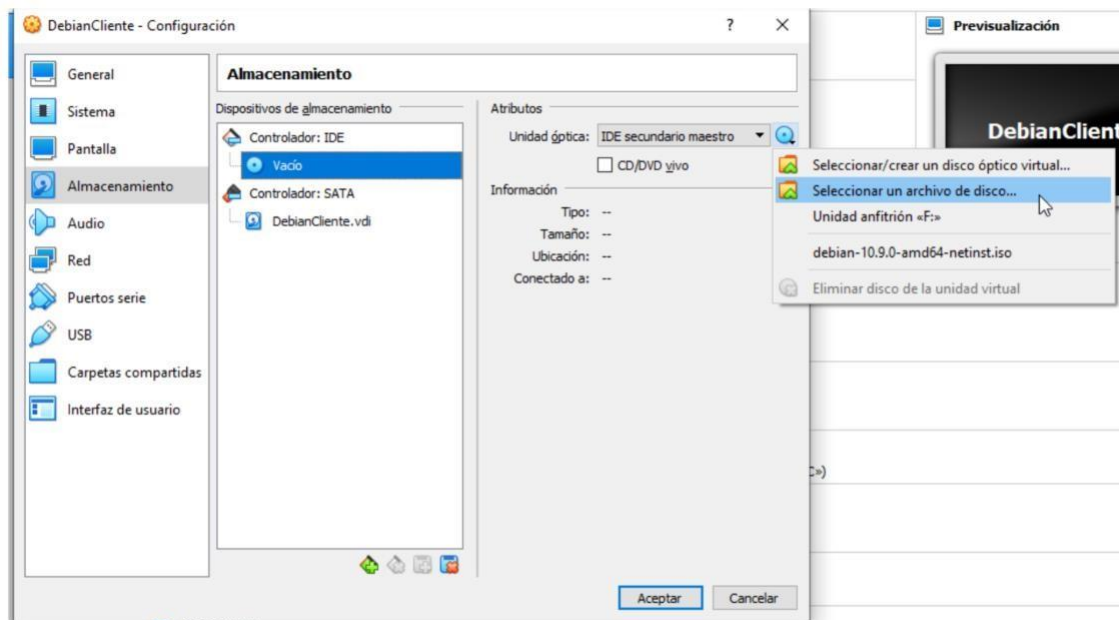 DebianCliente - Configuración
?
General
Sistema
Pantalla
Almacenamiento
Audio
Red
Puertos serie
USB
Carpetas compartidas
Interfaz de usuario
Almacenamiento
Dispositivos de almacenamiento
Controlador: IDE
Vacío
Controlador: SATA
DebianCliente.vdi
Atributos
Unidad óptica: IDE secundario maestro
CD/DVD vivo
Información
Tipo: --
Tamaño: --
Ubicación: --
Conectado a: --
Seleccionar/crear un disco óptico virtual...
Seleccionar un archivo de disco...
Unidad anfitrión «F:»
debian-10.9.0-amd64-netinst.iso
Eliminar disco de la unidad virtual
Aceptar
Cancelar
Previsualización
DebianClient